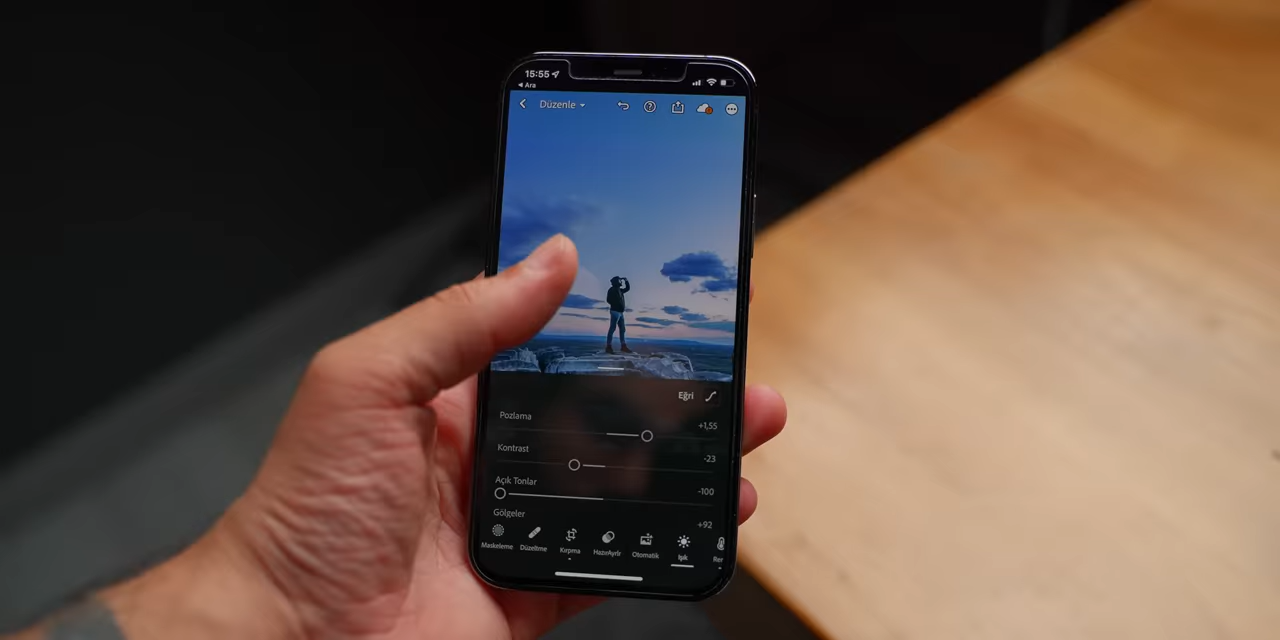 15:55
Ara
Düzenle
Eğri
Pozlama
+1,55
Kontrast
-23
Açık Tonlar
-100
Gölgeler
+92
Maskeleme Düzeltme Kırpma HazırAyrlr Otomatik Işık Ren